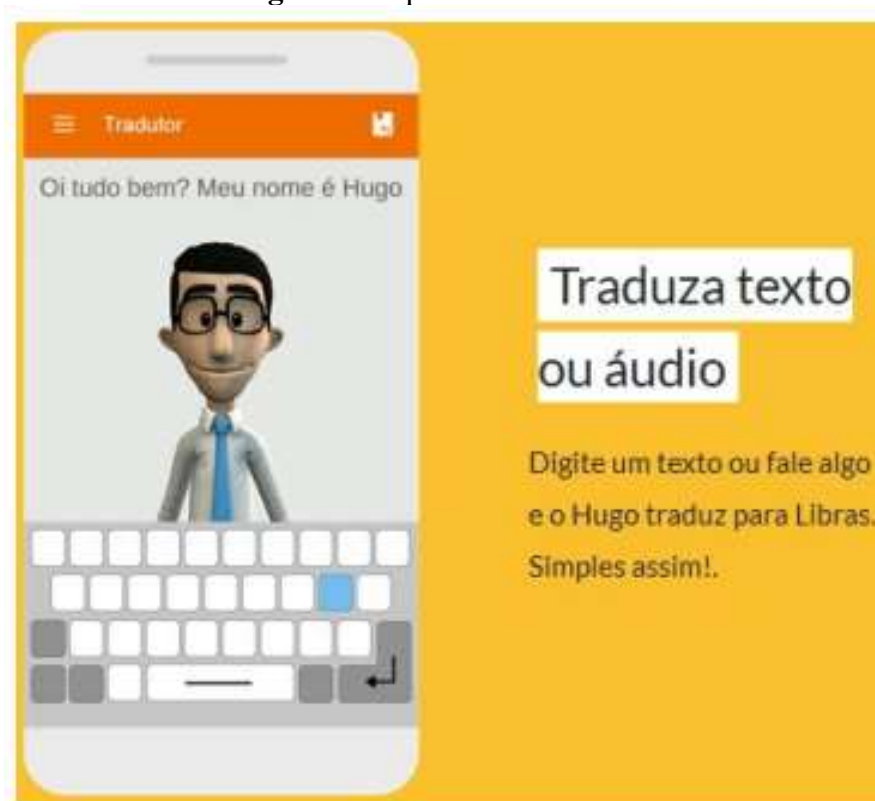 Tradutor
Oi tudo bem? Meu nome é Hugo
Traduza texto
ou áudio
Digite um texto ou fale algo
e o Hugo traduz para Libras.
Simples assim!.